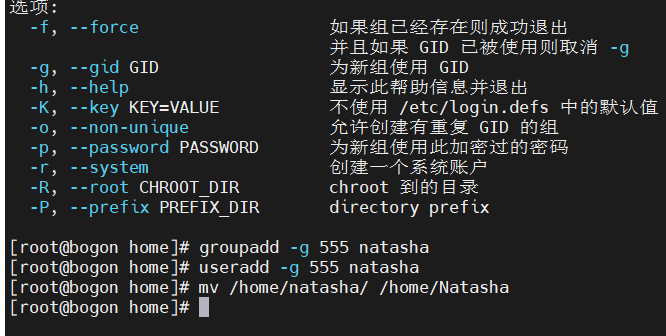 选项:
-f, --force 如果组已经存在则成功退出
并且如果 GID 已被使用则取消 -g
-g, --gid GID 为新组使用 GID
-h, --help 显示此帮助信息并退出
-K, --key KEY=VALUE 不使用 /etc/login.defs 中的默认值
-o, --non-unique 允许创建有重复 GID 的组
-p, --password PASSWORD 为新组使用此加密过的密码
-r, --system 创建一个系统账户
-R, --root CHROOT_DIR chroot 到的目录
-P, --prefix PREFIX_DIR directory prefix
[root@bogon home]# groupadd -g 555 natasha
[root@bogon home]# useradd -g 555 natasha
[root@bogon home]# mv /home/natasha/ /home/Natasha
[root@bogon home]#